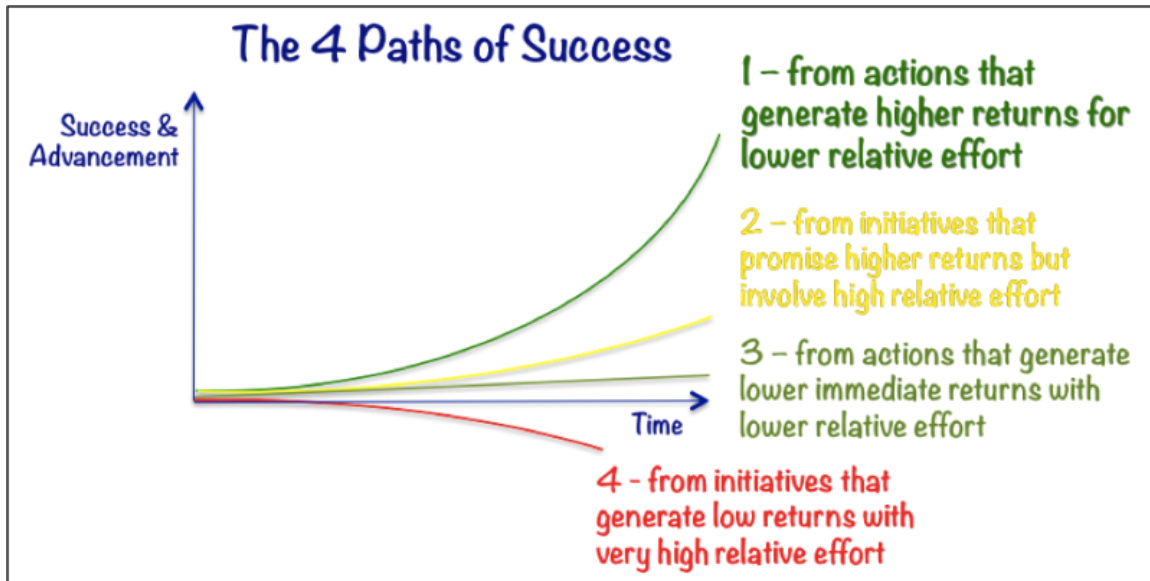 The 4 Paths of Success
Success &
Advancement
1 – from actions that
generate higher returns for
lower relative effort
2 – from initiatives that
promise higher returns but
involve high relative effort
3 – from actions that generate
lower immediate returns with
lower relative effort
Time
4 - from initiatives that
generate low returns with
very high relative effort